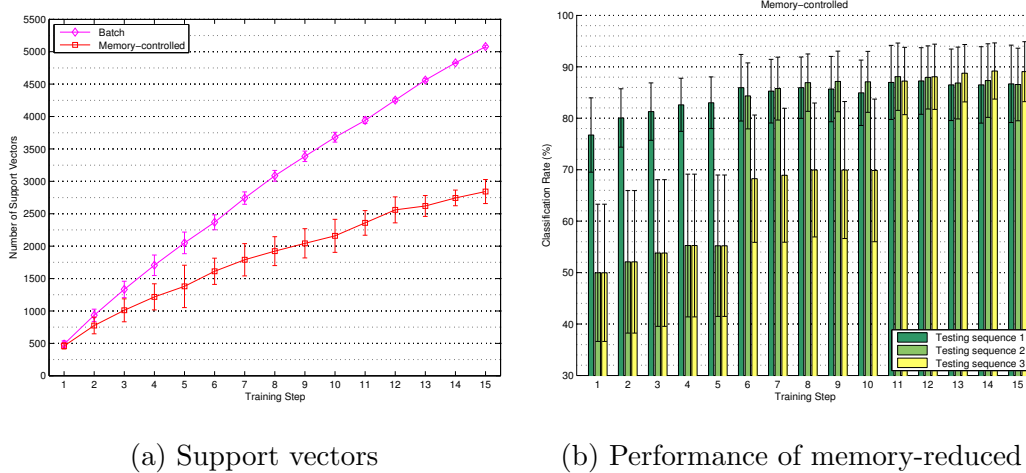 Batch
Memory-controlled
Number of Support Vectors
5500
5000
4500
4000
3500
3000
2500
2000
1500
1000
500
0
1 2 3 4 5 6 7 8 9 10 11 12 13 14 15
Training Step
(a) Support vectors
Memory-controlled
Classification Rate (%)
100
90
80
70
60
50
40
30
Testing sequence 1
Testing sequence 2
Testing sequence 3
1 2 3 4 5 6 7 8 9 10 11 12 13 14 15
Training Step
(b) Performance of memory-reduced